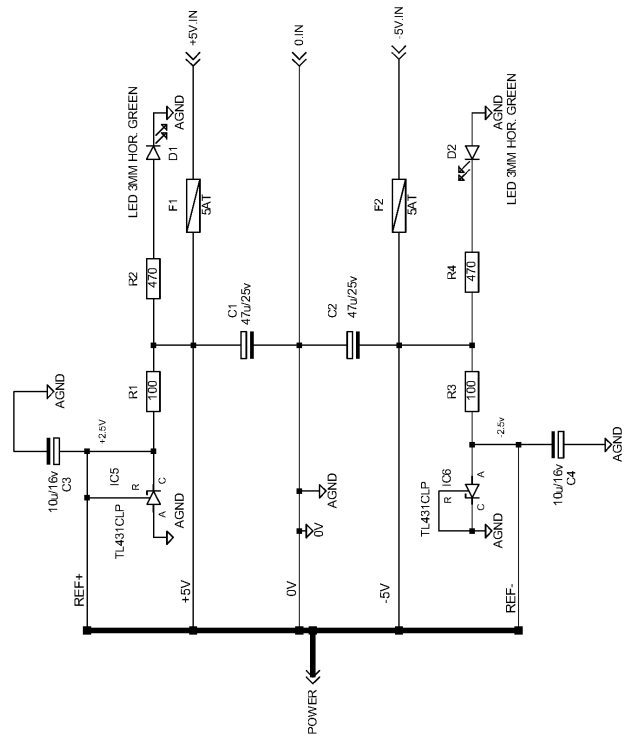 +5V.IN
0.IN
-5V.IN
LED 3MM HOR. GREEN
D1
AGND
F1
5AT
F2
5AT
D2
AGND
LED 3MM HOR. GREEN
R2
470
R4
470
C1
47u/25v
C2
47u/25v
R1
100
R3
100
AGND
10u/16v
C3
+2.5V
-2.5v
10u/16v
C4
AGND
IC5
R
C
A
TL431CLP
AGND
IC6
A
R
C
TL431CLP
AGND
AGND
0V
REF+
+5V
0V
-5V
REF-
POWER